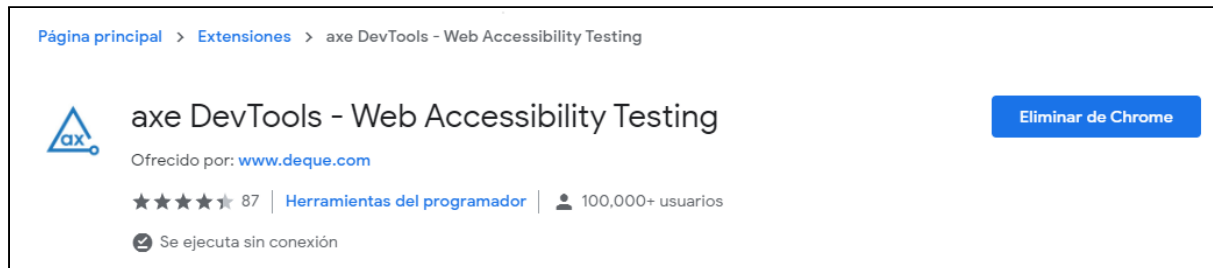 Página principal > Extensiones > axe DevTools - Web Accessibility Testing
axe DevTools - Web Accessibility Testing
Eliminar de Chrome
ax
Ofrecido por: www.deque.com
87 | Herramientas del programador | 100,000+ usuarios
Se ejecuta sin conexión